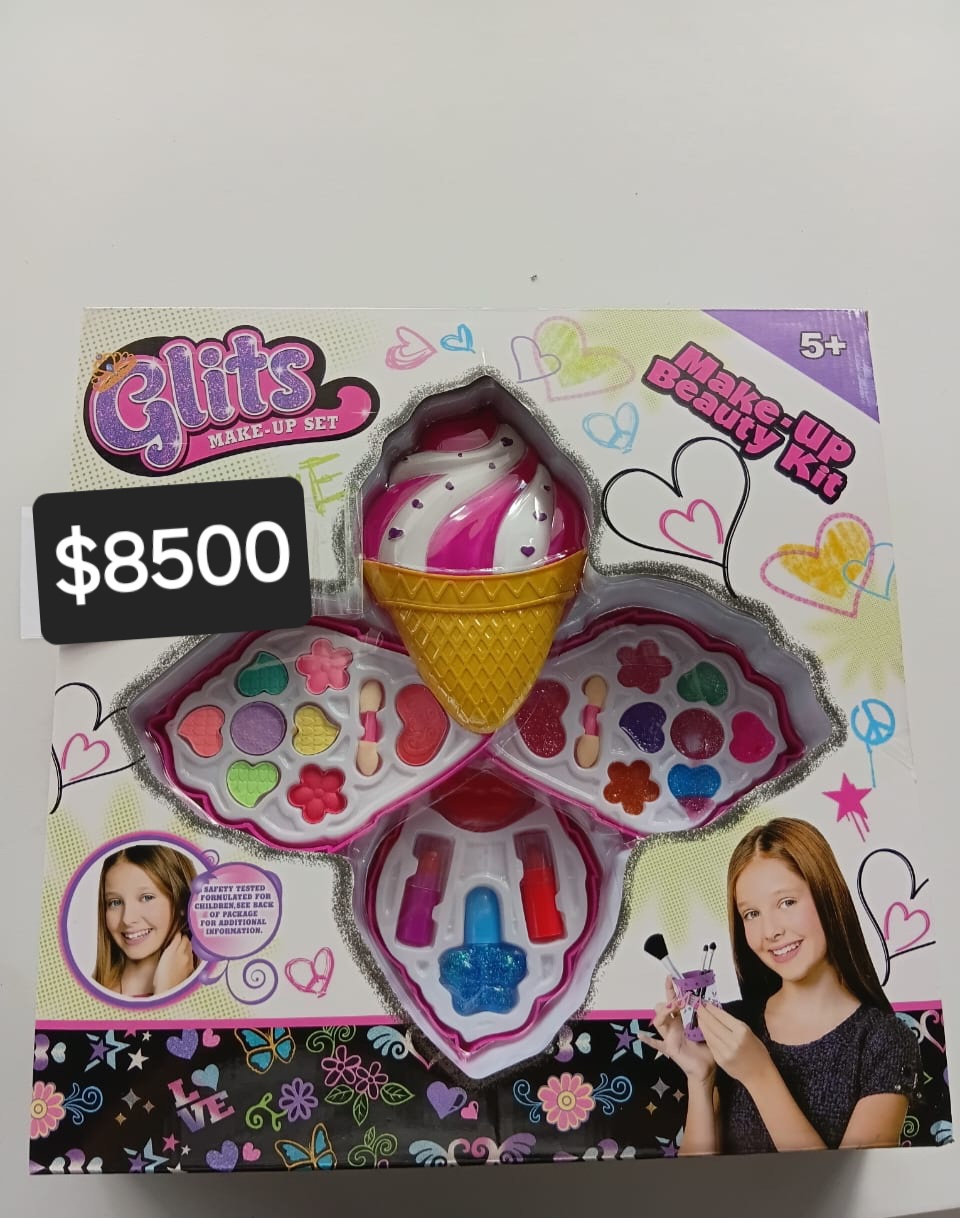 5+
Glits
MAKE-UP SET
Make-Up
Beauty Kit
E
$8500
SAFETY TESTED
FORMULATED FOR
CHILDREN, SEE BACK
OF PACKAGE
FOR ADDITIONAL
INFORMATION.
LOVE